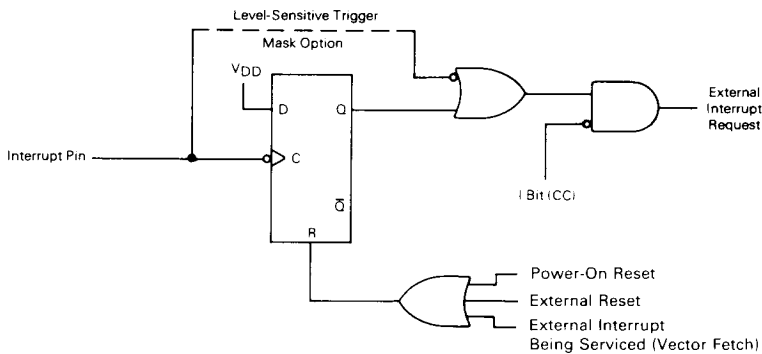 Level-Sensitive Trigger
Mask Option
VDD
D
Q
External
Interrupt
Request
Interrupt Pin
C
I Bit (CC)
Q̅
R
Power-On Reset
External Reset
External Interrupt
Being Serviced (Vector Fetch)